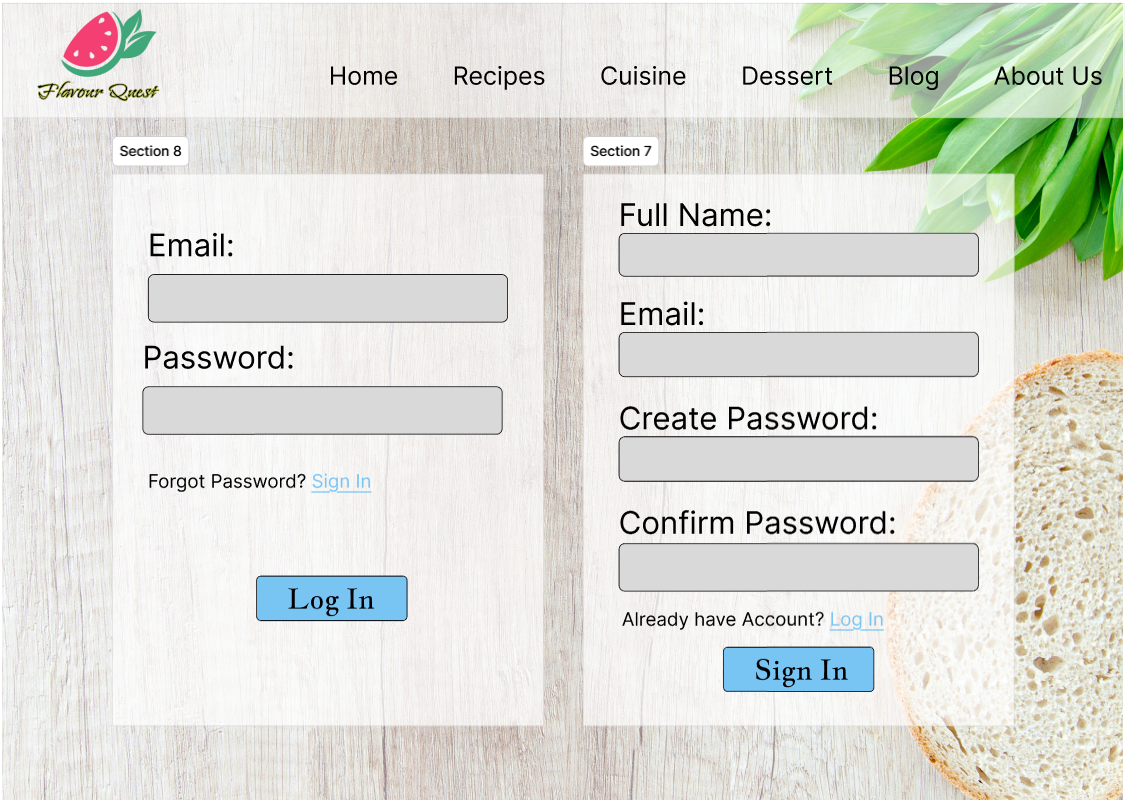 Flavour Quest
Home Recipes Cuisine Dessert Blog About Us
Section 8
Email:
Password:
Forgot Password? Sign In
Log In
Section 7
Full Name:
Email:
Create Password:
Confirm Password:
Already have Account? Log In
Sign In